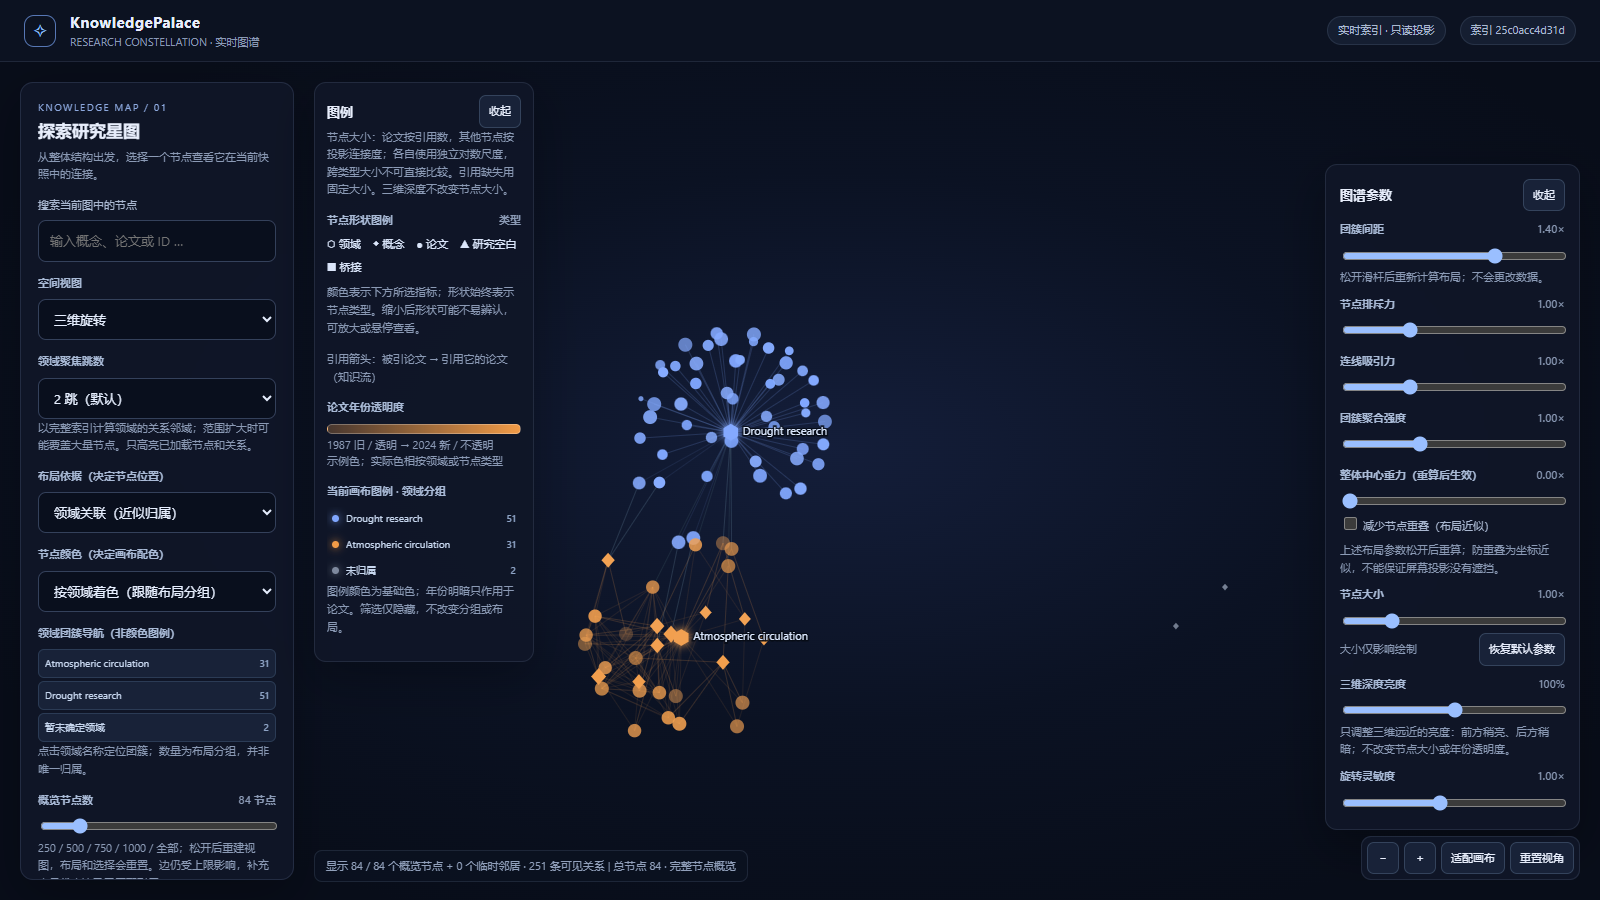 KnowledgePalace
RESEARCH CONSTELLATION · 实时图谱
实时索引 · 只读投影
索引 25c0acc4d31d
KNOWLEDGE MAP / 01
探索研究星图
从整体结构出发，选择一个节点查看它在当前快
照中的连接。
搜索当前图中的节点
输入概念、论文或 ID ...
空间视图
三维旋转
领域聚焦跳数
2 跳（默认）
以完整索引计算领域的关系邻域；范围扩大时可
能覆盖大量节点。只高亮已加载节点和关系。
布局依据（决定节点位置）
领域关联（近似归属）
节点颜色（决定画布配色）
按领域着色（跟随布局分组）
领域团簇导航（非颜色图例）
Atmospheric circulation 31
Drought research 51
暂未确定领域 2
点击领域名称定位团簇；数量为布局分组，并非
唯一归属。
概览节点数 84 节点
250 / 500 / 750 / 1000 / 全部；松开后重建视
图，布局和选择会重置。边仍受上限影响，补充
图例
收起
节点大小：论文按引用数，其他节点按
投影连接度；各自使用独立对数尺度，
跨类型大小不可直接比较。引用缺失用
固定大小。三维深度不改变节点大小。
节点形状图例 类型
领域 概念 论文 研究空白
桥接
颜色表示下方所选指标；形状始终表示
节点类型。缩小后形状可能不易辨认，
可放大或悬停查看。
引用箭头：被引论文 → 引用它的论文
（知识流）
论文年份透明度
1987 旧 / 透明 → 2024 新 / 不透明
示例色；实际色相按领域或节点类型
当前画布图例 · 领域分组
Drought research 51
Atmospheric circulation 31
未归属 2
图例颜色为基础色；年份明暗只作用于
论文。筛选仅隐藏，不改变分组或布
局。
Drought research
Atmospheric circulation
显示 84 / 84 个概览节点 + 0 个临时邻居 · 251 条可见关系 | 总节点 84 · 完整节点概览
图谱参数
收起
团簇间距 1.40×
松开滑杆后重新计算布局；不会更改数据。
节点排斥力 1.00×
连线吸引力 1.00×
团簇聚合强度 1.00×
整体中心重力（重算后生效） 0.00×
减少节点重叠（布局近似）
上述布局参数松开后重算；防重叠为坐标近
似，不能保证屏幕投影没有遮挡。
节点大小 1.00×
大小仅影响绘制
恢复默认参数
三维深度亮度 100%
只调整三维远近的亮度：前方稍亮、后方稍
暗；不改变节点大小或年份透明度。
旋转灵敏度 1.00×
− + 适配画布 重置视角